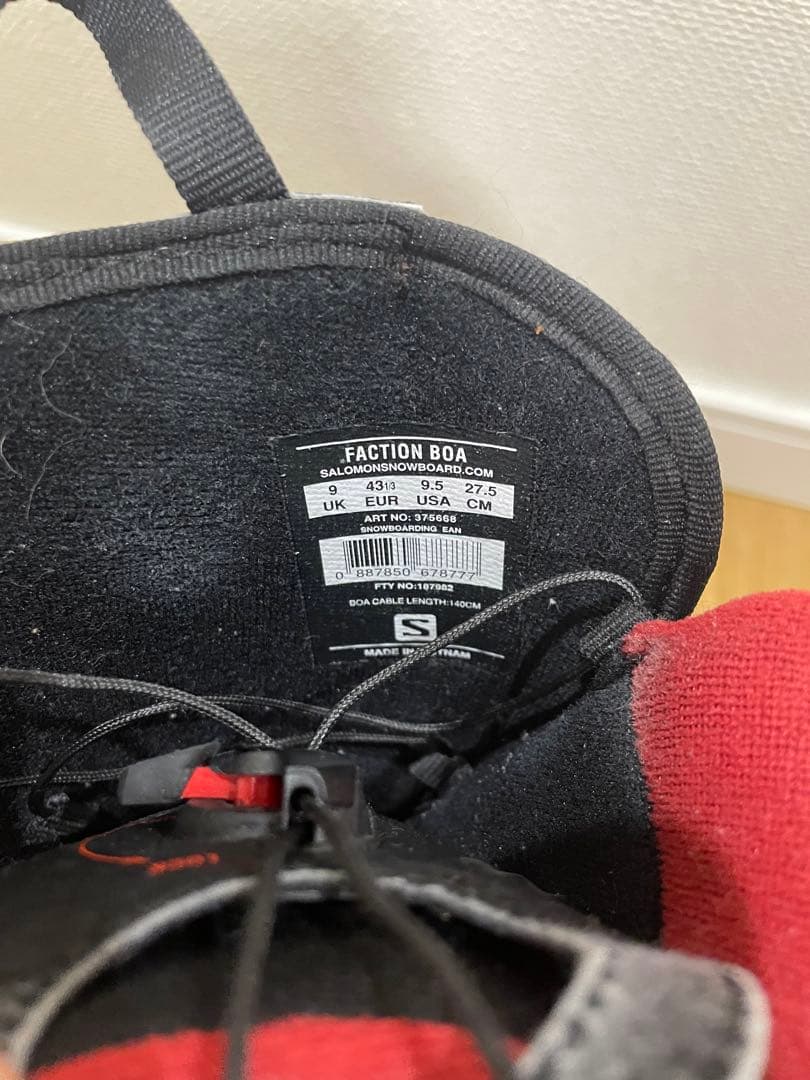 FACTION BOA
SALOMONSNOWBOARD.COM
9 43 1/3 9.5 27.5
UK EUR USA CM
ART NO: 375668
SNOWBOARDING EAN
0 887850 678777
FTY NO:187982
BOA CABLE LENGTH:140CM
S
MADE IN VIETNAM